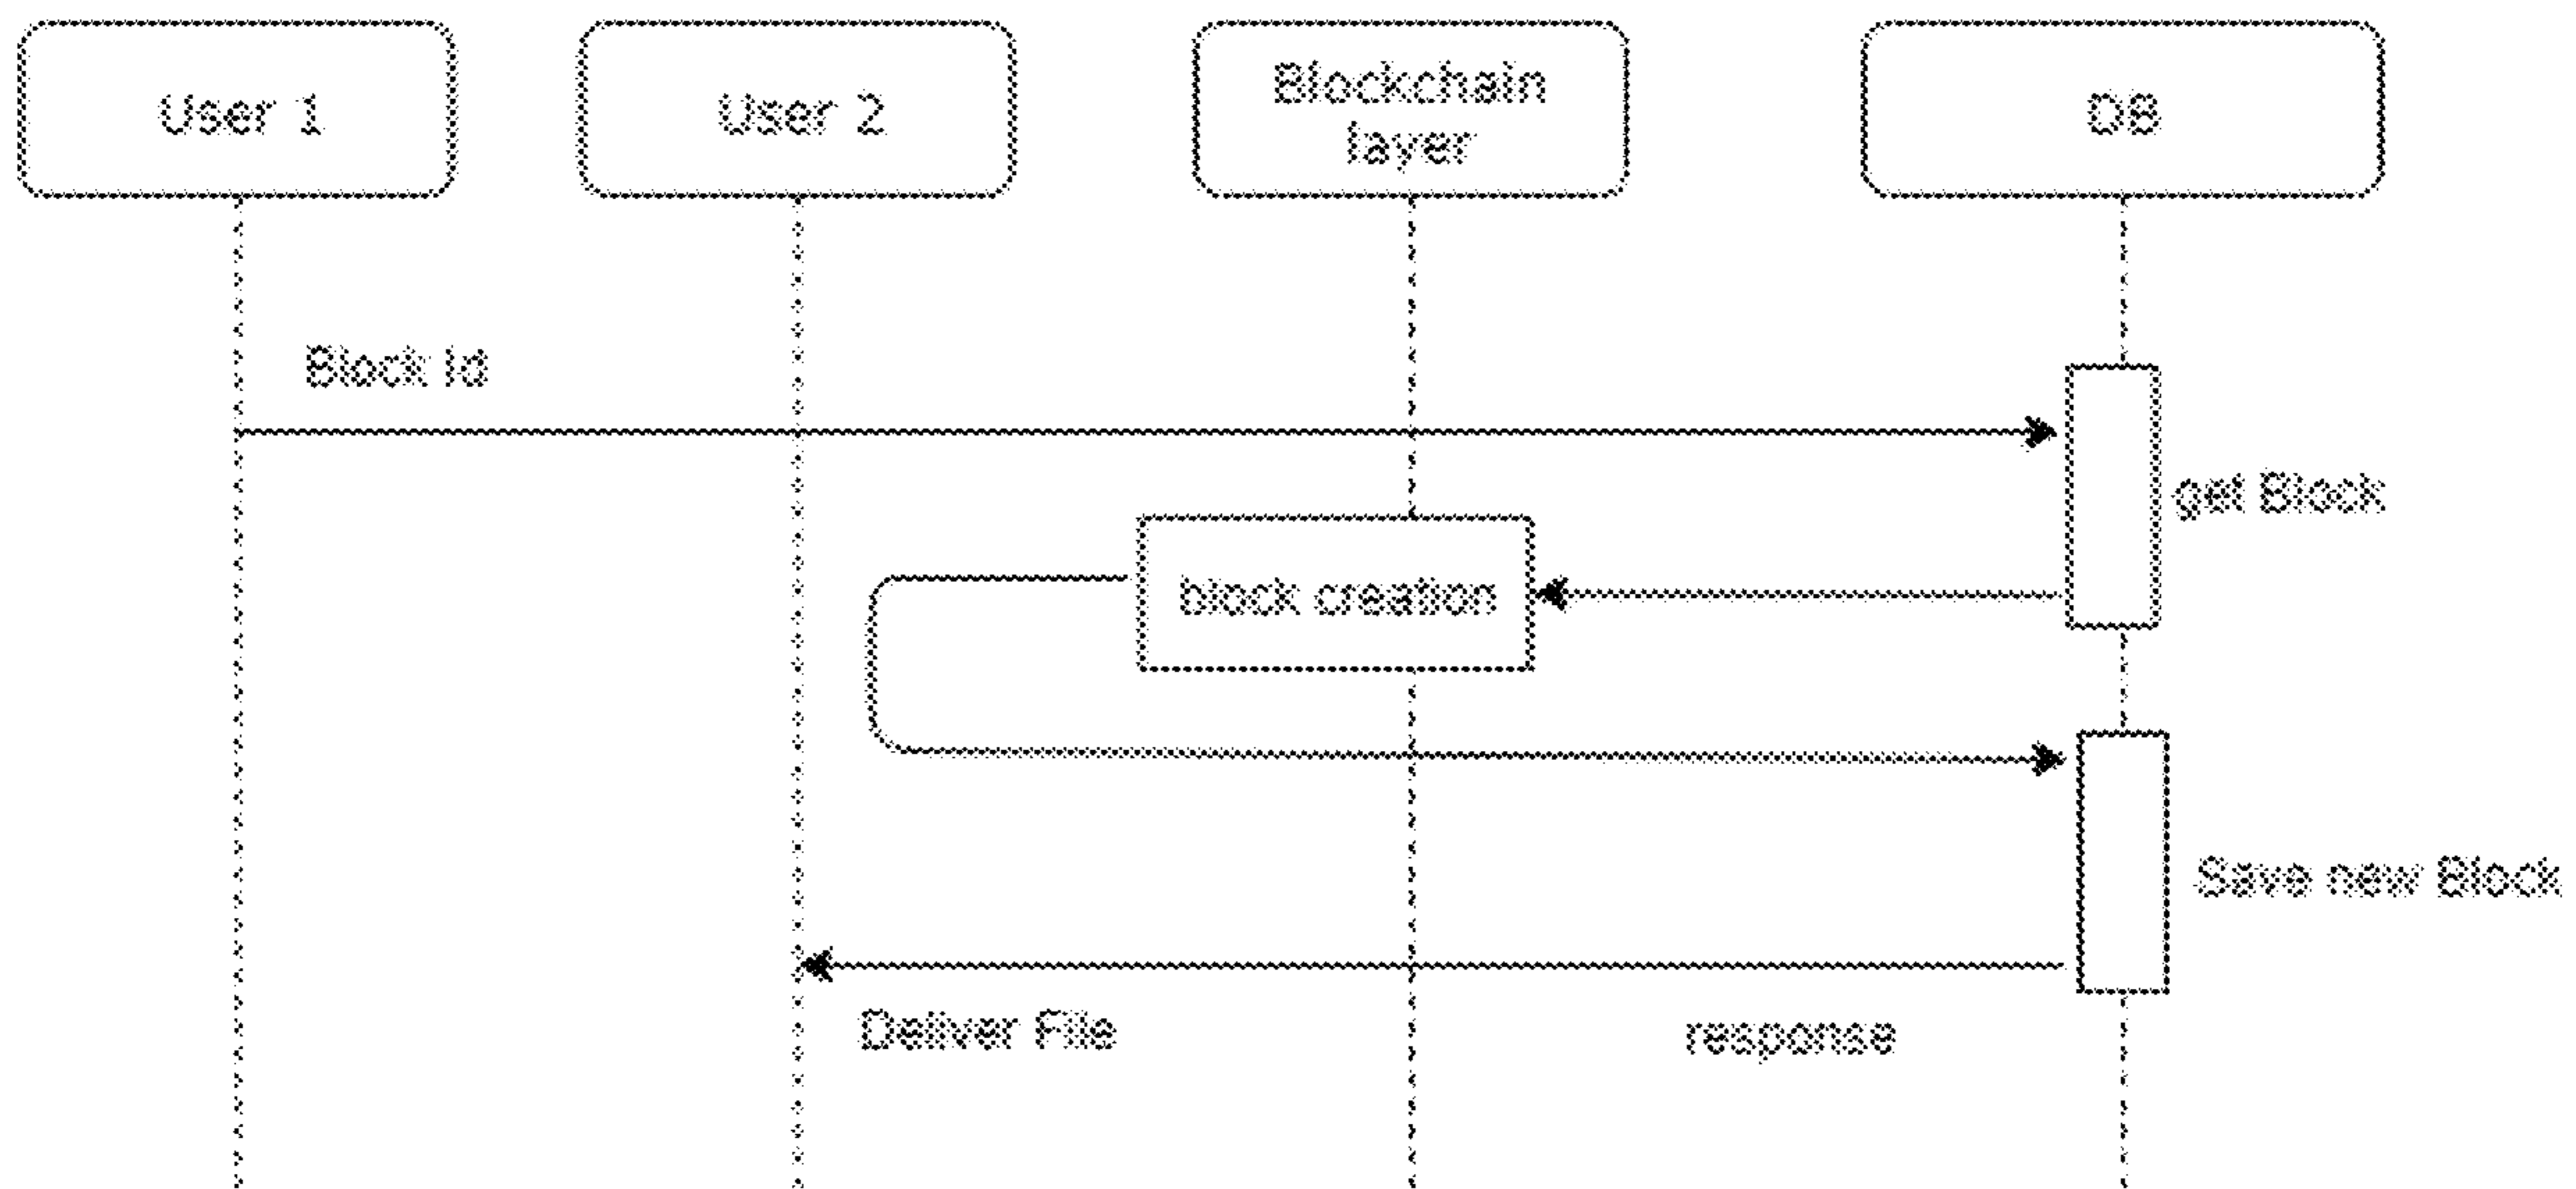 User 1
User 2
Blockchain
layer
DB
Block id
get Block
block creation
Save new Block
Deliver File
response